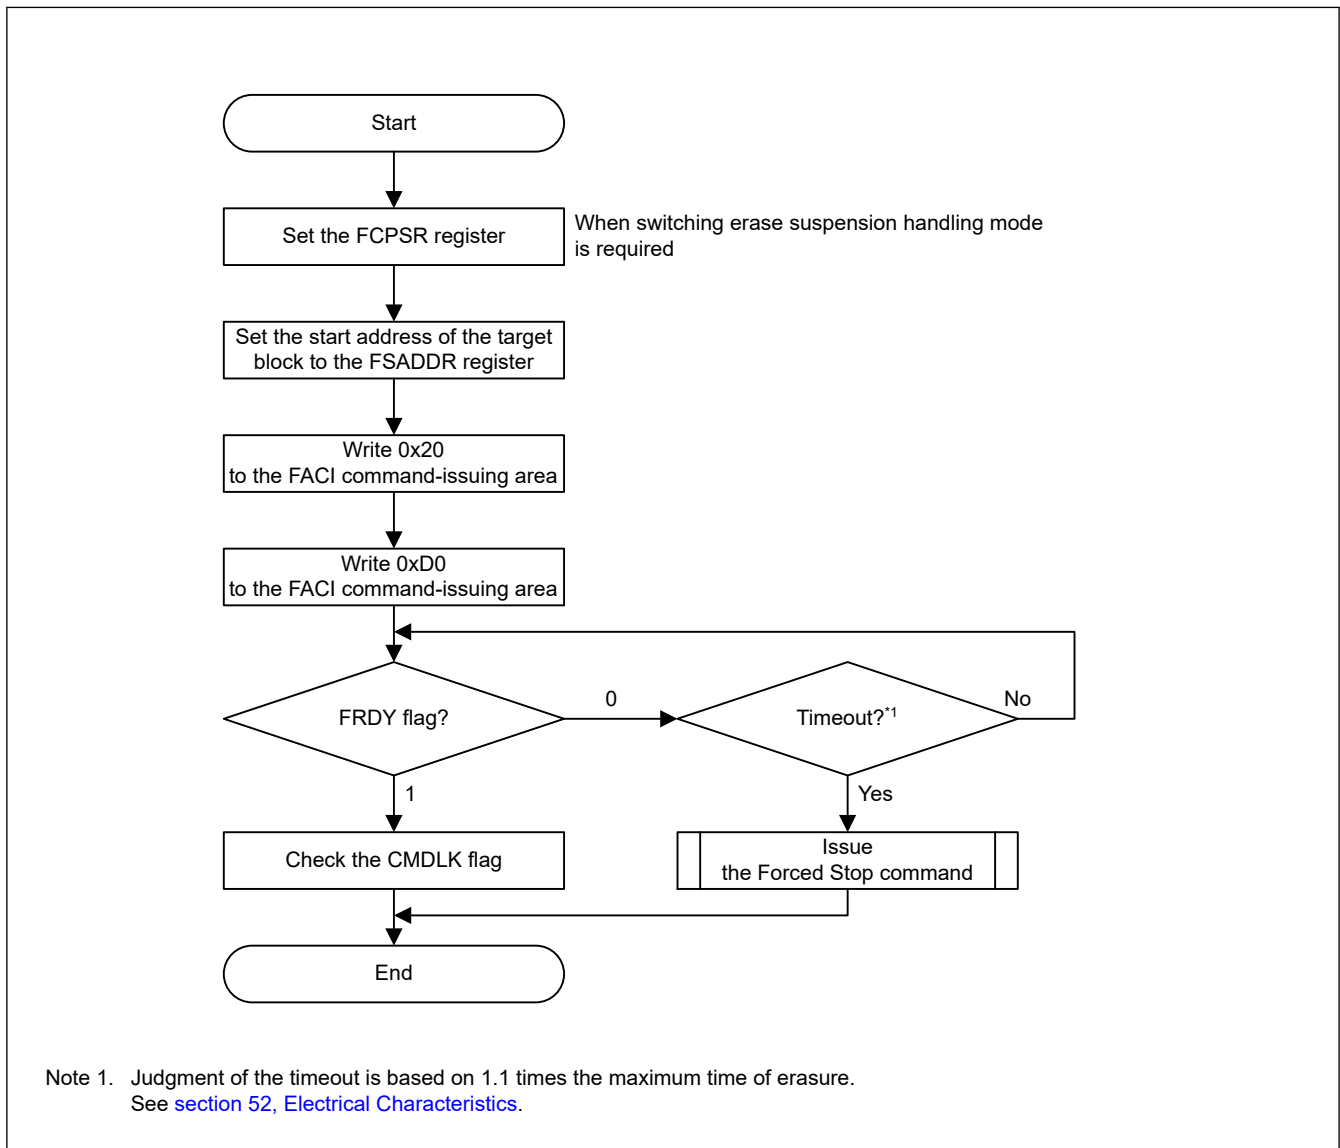 Start
Set the FCPSR register
When switching erase suspension handling mode
is required
Set the start address of the target
block to the FSADDR register
Write 0x20
to the FACI command-issuing area
Write 0xD0
to the FACI command-issuing area
FRDY flag?
0
Timeout?*1
No
1
Yes
Check the CMDLK flag
Issue
the Forced Stop command
End
Note 1. Judgment of the timeout is based on 1.1 times the maximum time of erasure.
See section 52, Electrical Characteristics.